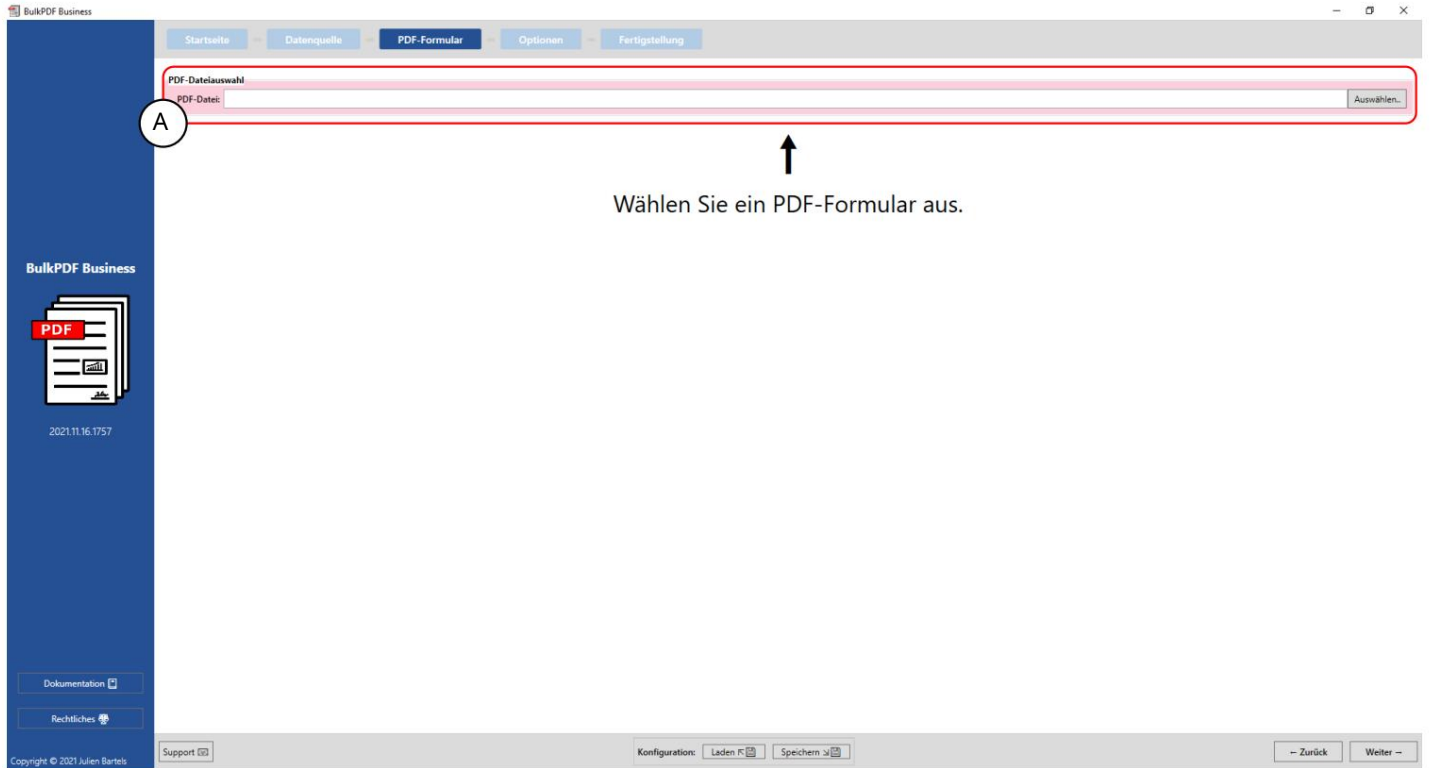 BulkPDF Business
Startseite
Datenquelle
PDF-Formular
Optionen
Fertigstellung
PDF-Dateiauswahl
PDF-Datei:
Auswählen..
A
Wählen Sie ein PDF-Formular aus.
BulkPDF Business
PDF
2021.11.16.1757
Dokumentation
Rechtliches
Copyright © 2021 Julien Bartels
Support
Konfiguration: Laden Speichern
← Zurück
Weiter →